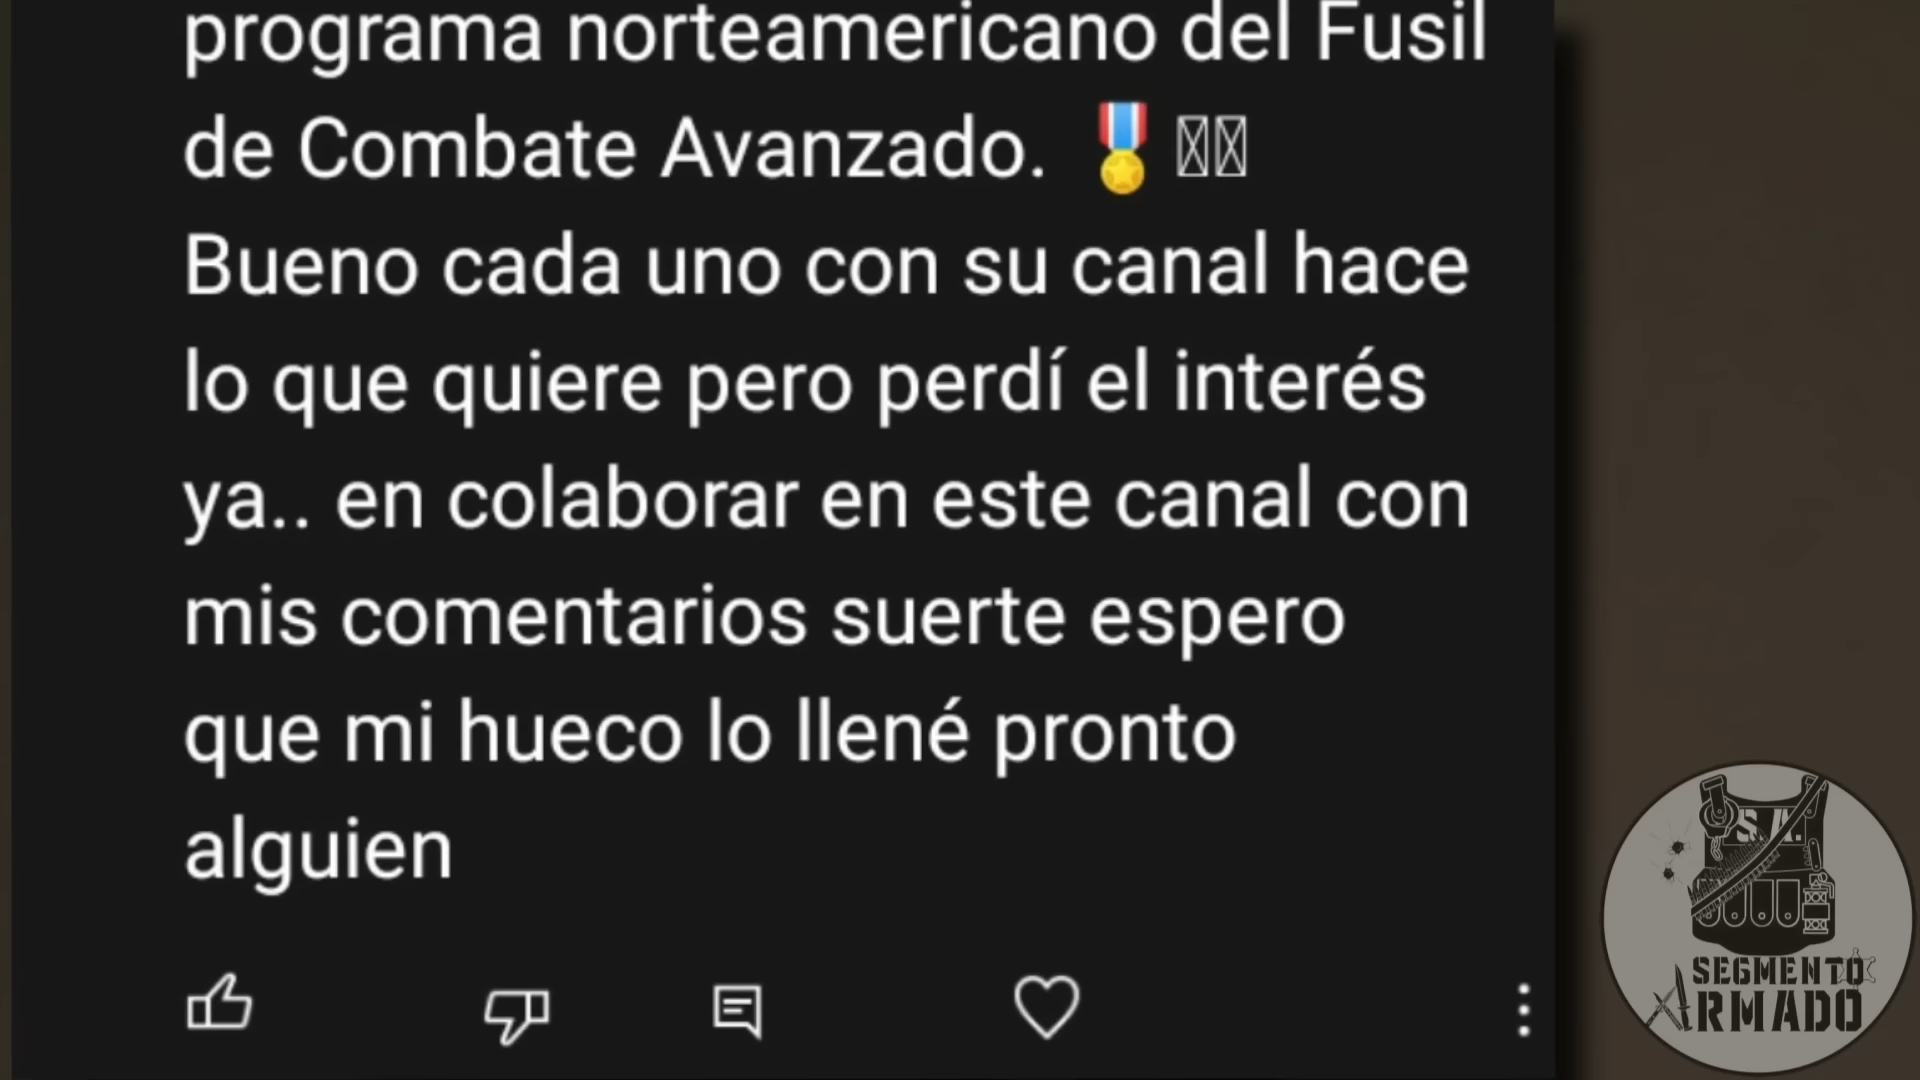 programa norteamericano del Fusil
de Combate Avanzado. 🎖️
Bueno cada uno con su canal hace
lo que quiere pero perdí el interés
ya.. en colaborar en este canal con
mis comentarios suerte espero
que mi hueco lo llené pronto
alguien
S.A.
SEGMENTO
ARMADO